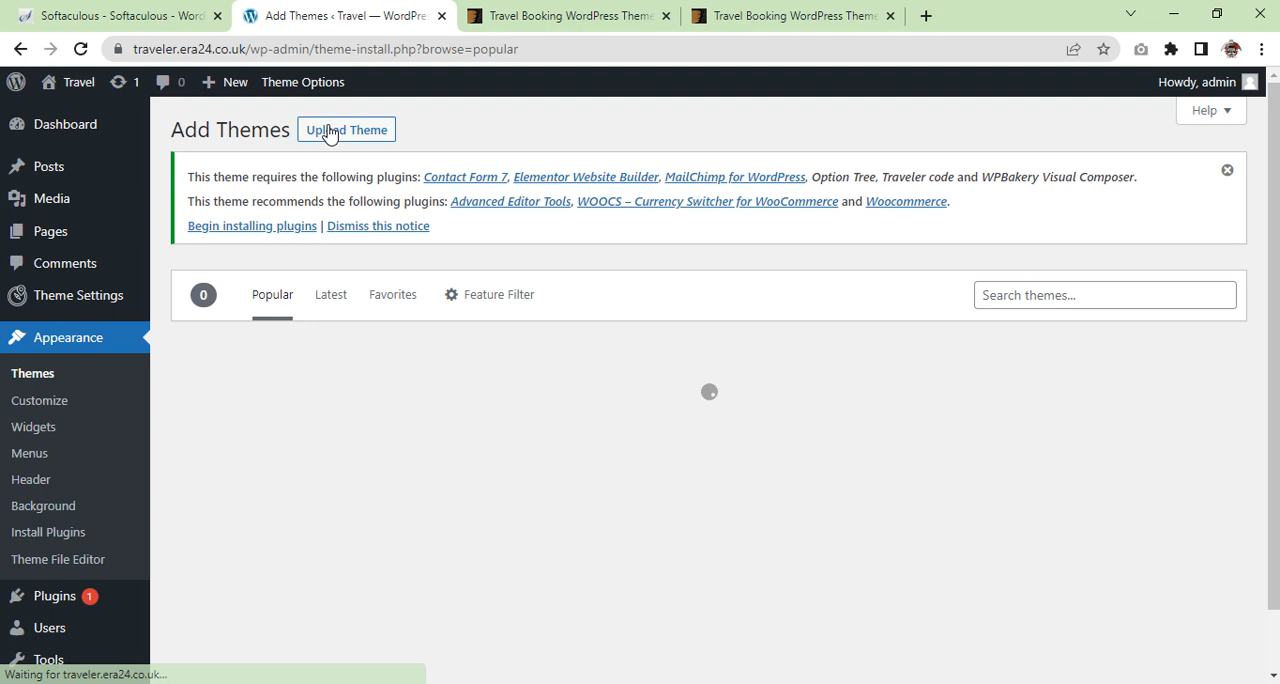 Softaculous - Softaculous - Word
Add Themes ‹ Travel — WordPre
Travel Booking WordPress Theme
Travel Booking WordPress Theme
traveler.era24.co.uk/wp-admin/theme-install.php?browse=popular
Travel
1
0
New
Theme Options
Howdy, admin
Dashboard
Posts
Media
Pages
Comments
Theme Settings
Appearance
Themes
Customize
Widgets
Menus
Header
Background
Install Plugins
Theme File Editor
Plugins 1
Users
Tools
Help
Add Themes
Upload Theme
This theme requires the following plugins: Contact Form 7, Elementor Website Builder, MailChimp for WordPress, Option Tree, Traveler code and WPBakery Visual Composer.
This theme recommends the following plugins: Advanced Editor Tools, WOOCS – Currency Switcher for WooCommerce and Woocommerce.
Begin installing plugins | Dismiss this notice
0
Popular
Latest
Favorites
Feature Filter
Search themes...
Waiting for traveler.era24.co.uk...